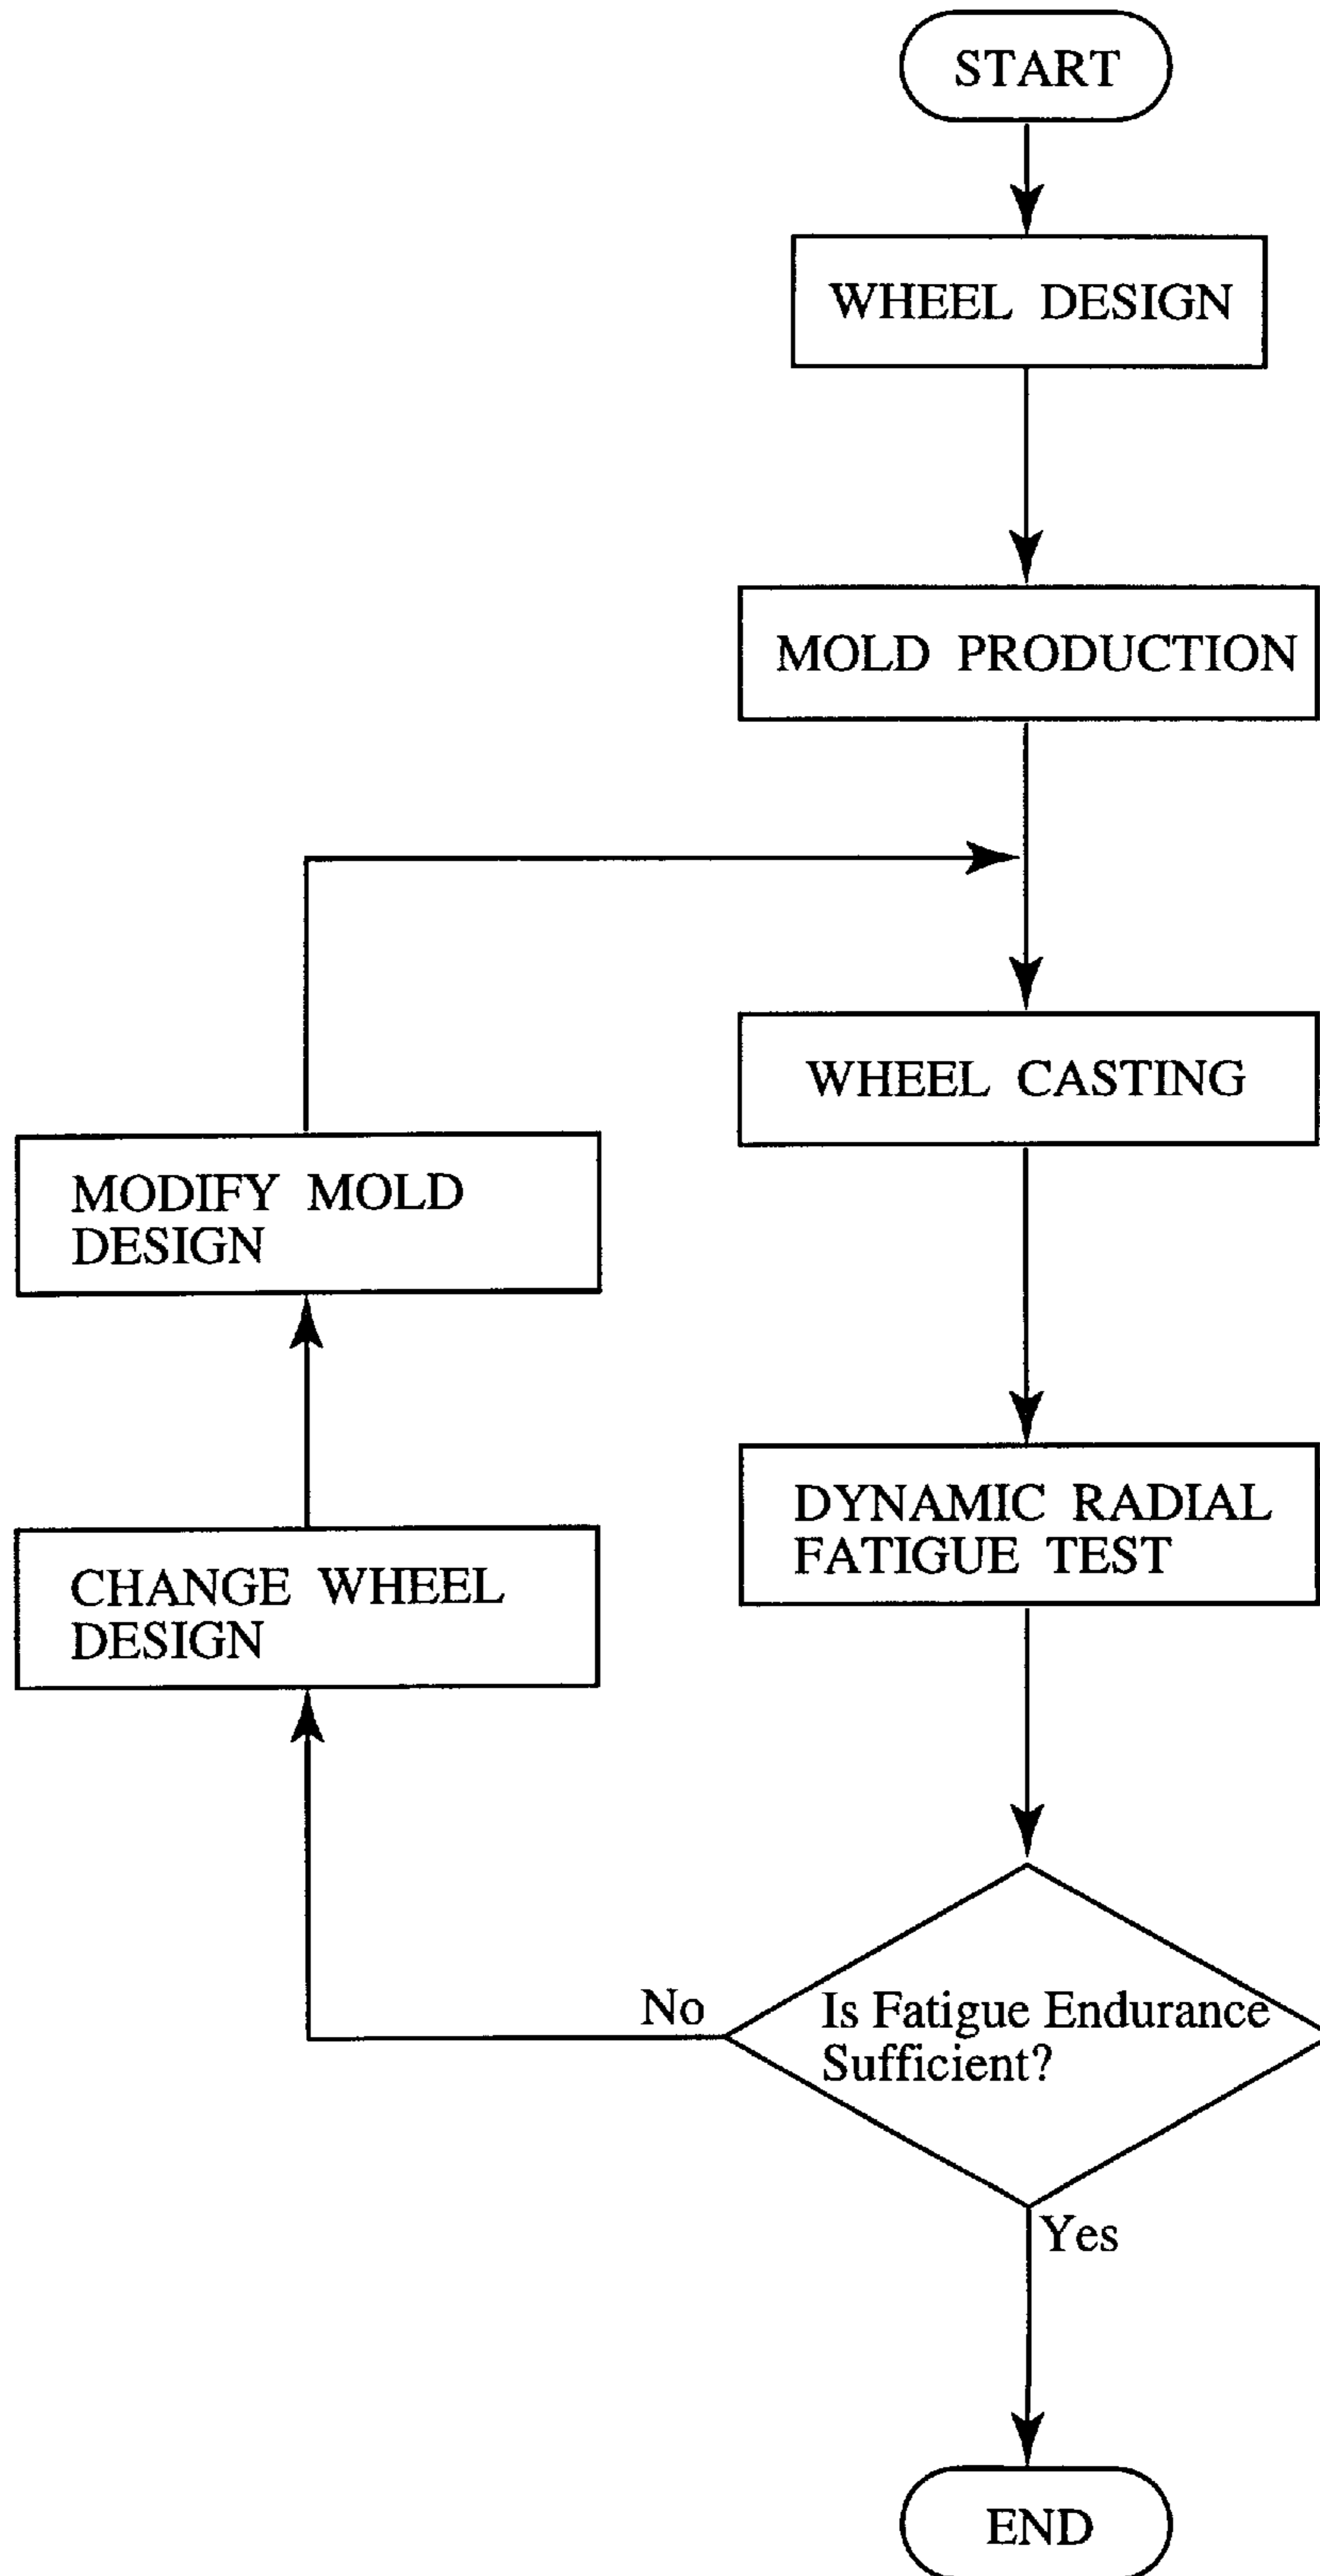 START
WHEEL DESIGN
MOLD PRODUCTION
WHEEL CASTING
MODIFY MOLD
DESIGN
DYNAMIC RADIAL
FATIGUE TEST
CHANGE WHEEL
DESIGN
No
Is Fatigue Endurance
Sufficient?
Yes
END